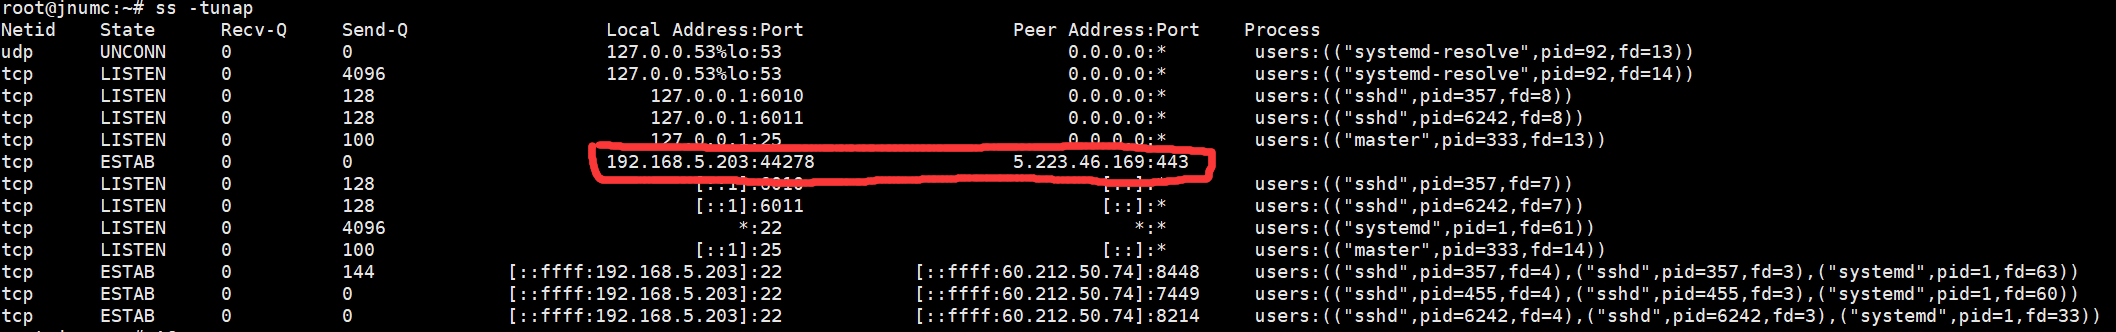 root@jnumc:~# ss -tunap
Netid State Recv-Q Send-Q Local Address:Port Peer Address:Port Process
udp UNCONN 0 0 127.0.0.53%lo:53 0.0.0.0:* users:(("systemd-resolve",pid=92,fd=13))
tcp LISTEN 0 4096 127.0.0.53%lo:53 0.0.0.0:* users:(("systemd-resolve",pid=92,fd=14))
tcp LISTEN 0 128 127.0.0.1:6010 0.0.0.0:* users:(("sshd",pid=357,fd=8))
tcp LISTEN 0 128 127.0.0.1:6011 0.0.0.0:* users:(("sshd",pid=6242,fd=8))
tcp LISTEN 0 100 127.0.0.1:25 0.0.0.0:* users:(("master",pid=333,fd=13))
tcp ESTAB 0 0 192.168.5.203:44278 5.223.46.169:443
tcp LISTEN 0 128 [::1]:6010 [::]:* users:(("sshd",pid=357,fd=7))
tcp LISTEN 0 128 [::1]:6011 [::]:* users:(("sshd",pid=6242,fd=7))
tcp LISTEN 0 4096 *:22 *:* users:(("systemd",pid=1,fd=61))
tcp LISTEN 0 100 [::1]:25 [::]:* users:(("master",pid=333,fd=14))
tcp ESTAB 0 144 [::ffff:192.168.5.203]:22 [::ffff:60.212.50.74]:8448 users:(("sshd",pid=357,fd=4),("sshd",pid=357,fd=3),("systemd",pid=1,fd=63))
tcp ESTAB 0 0 [::ffff:192.168.5.203]:22 [::ffff:60.212.50.74]:7449 users:(("sshd",pid=455,fd=4),("sshd",pid=455,fd=3),("systemd",pid=1,fd=60))
tcp ESTAB 0 0 [::ffff:192.168.5.203]:22 [::ffff:60.212.50.74]:8214 users:(("sshd",pid=6242,fd=4),("sshd",pid=6242,fd=3),("systemd",pid=1,fd=33))